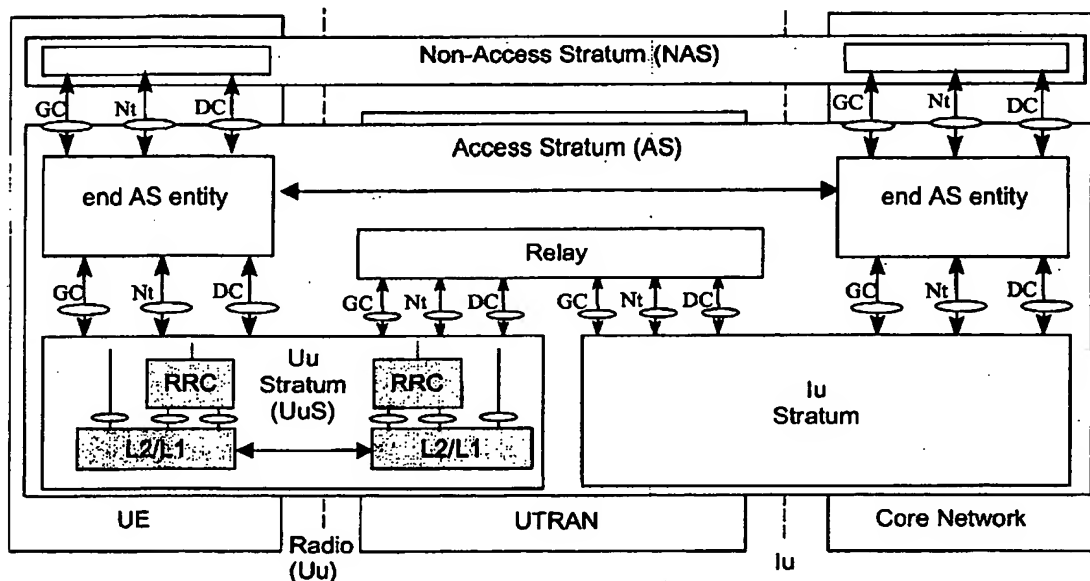 Non-Access Stratum (NAS)
GC Nt DC GC Nt DC
Access Stratum (AS)
end AS entity end AS entity
Relay
GC Nt DC GC Nt DC GC Nt DC GC Nt DC
Uu
Stratum
(UuS)
RRC RRC
Iu
Stratum
L2/L1 L2/L1
UE UTRAN Core Network
Radio
(Uu)
Iu